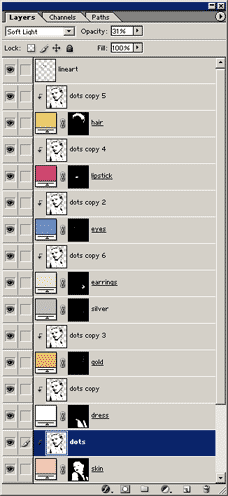 Layers Channels Paths
Soft Light Opacity: 31%
Lock: Fill: 100%
lineart
dots copy 5
hair
dots copy 4
lipstick
dots copy 2
eyes
dots copy 6
earrings
silver
dots copy 3
gold
dots copy
dress
dots
skin